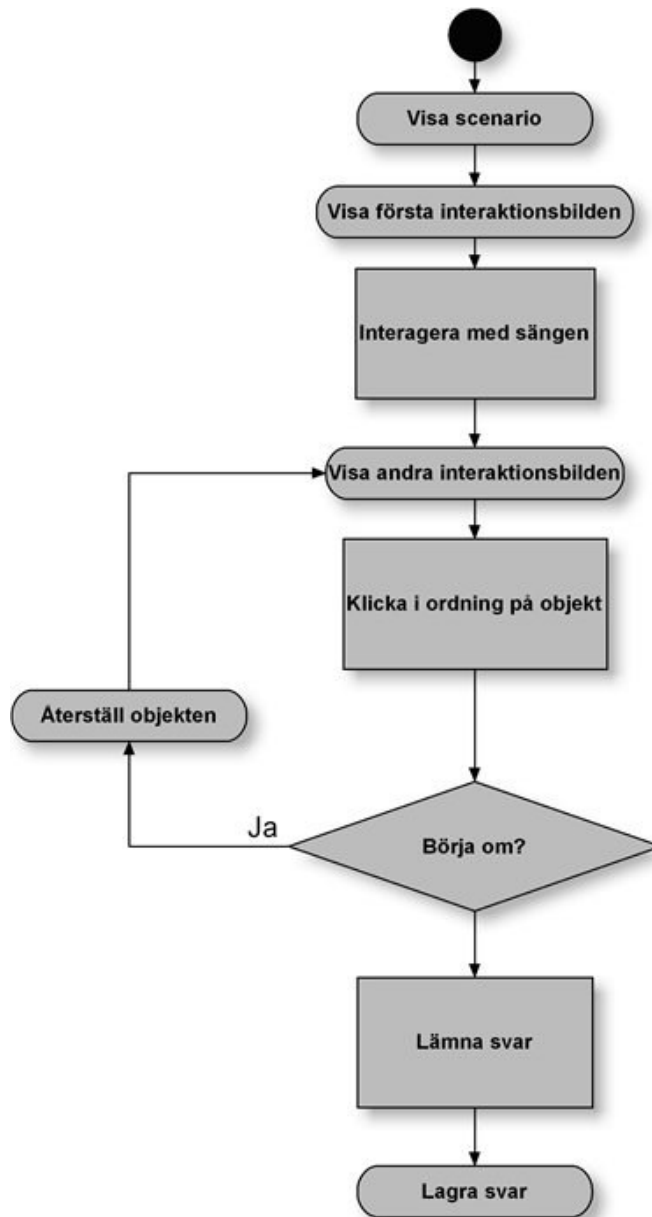 Visa scenario
Visa första interaktionsbilden
Interagera med sängen
Visa andra interaktionsbilden
Klicka i ordning på objekt
Återställ objekten
Ja
Börja om?
Lämna svar
Lagra svar